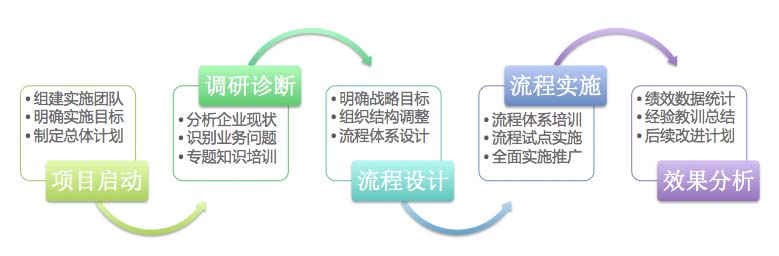 • 组建实施团队
• 明确实施目标
• 制定总体计划
项目启动
调研诊断
• 分析企业现状
• 识别业务问题
• 专题知识培训
• 明确战略目标
• 组织结构调整
• 流程体系设计
流程设计
流程实施
• 流程体系培训
• 流程试点实施
• 全面实施推广
• 绩效数据统计
• 经验教训总结
• 后续改进计划
效果分析